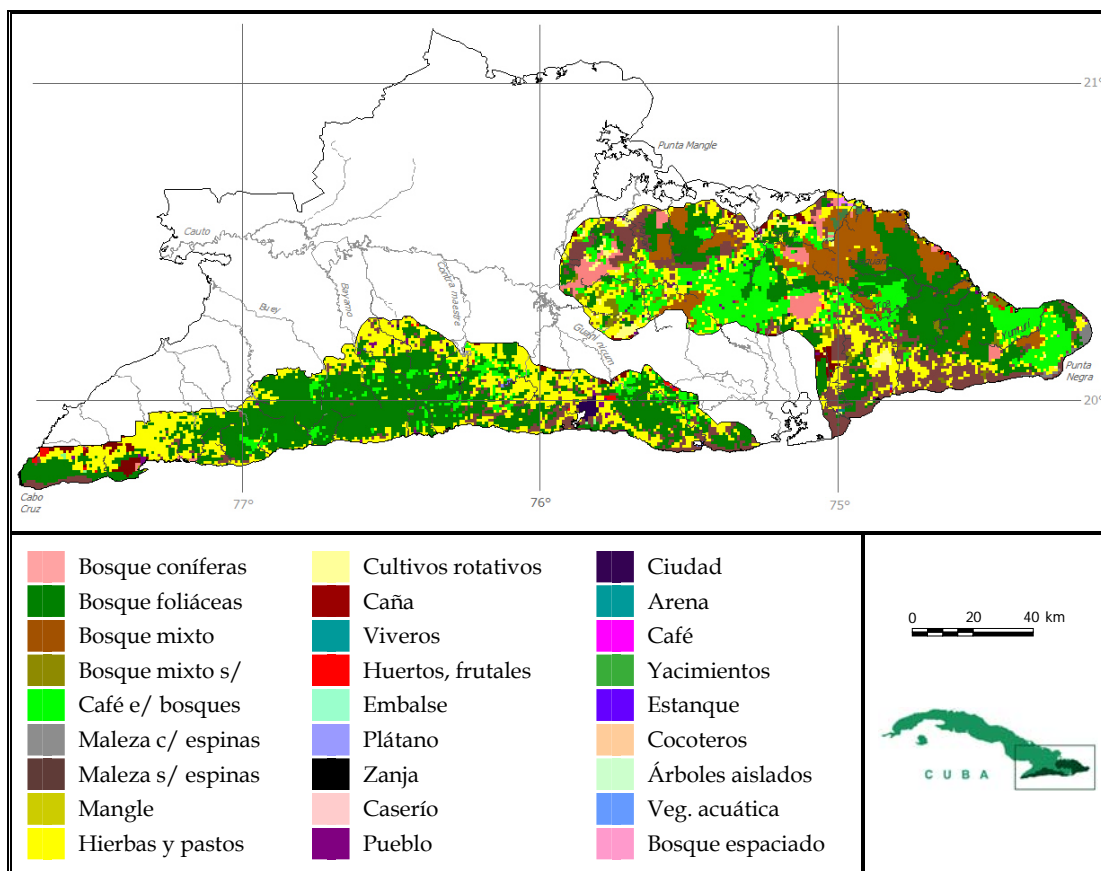 21°
Punta Mangle
Cauto
Buey
Bayamo
Contra maestre
20°
Punta
Negra
Cabo
Cruz
77°
76°
75°
Bosque coníferas
Bosque foliáceas
Bosque mixto
Bosque mixto s/
Café e/ bosques
Maleza c/ espinas
Maleza s/ espinas
Mangle
Hierbas y pastos
Cultivos rotativos
Caña
Viveros
Huertos, frutales
Embalse
Plátano
Zanja
Caserío
Pueblo
Ciudad
Arena
Café
Yacimientos
Estanque
Cocoteros
Árboles aislados
Veg. acuática
Bosque espaciado
0 20 40 km
CUBA